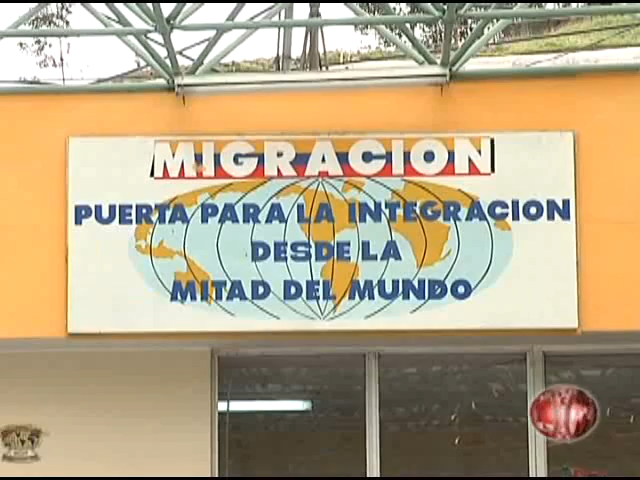 MIGRACION
PUERTA PARA LA INTEGRACION
DESDE LA
MITAD DEL MUNDO